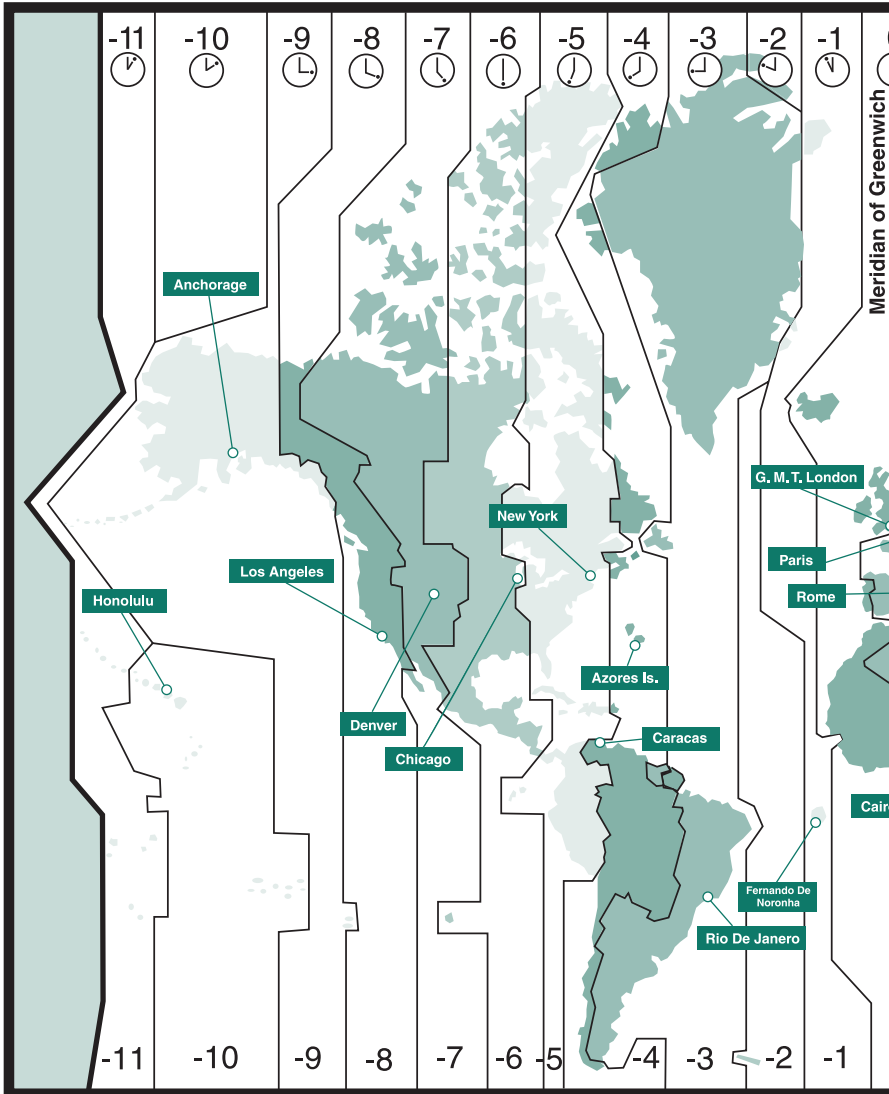 -11 -10 -9 -8 -7 -6 -5 -4 -3 -2 -1
Meridian of Greenwich
Anchorage
G. M. T. London
New York
Paris
Los Angeles
Rome
Honolulu
Azores Is.
Denver
Caracas
Chicago
Fernando De
Noronha
Rio De Janero
-11 -10 -9 -8 -7 -6 -5 -4 -3 -2 -1